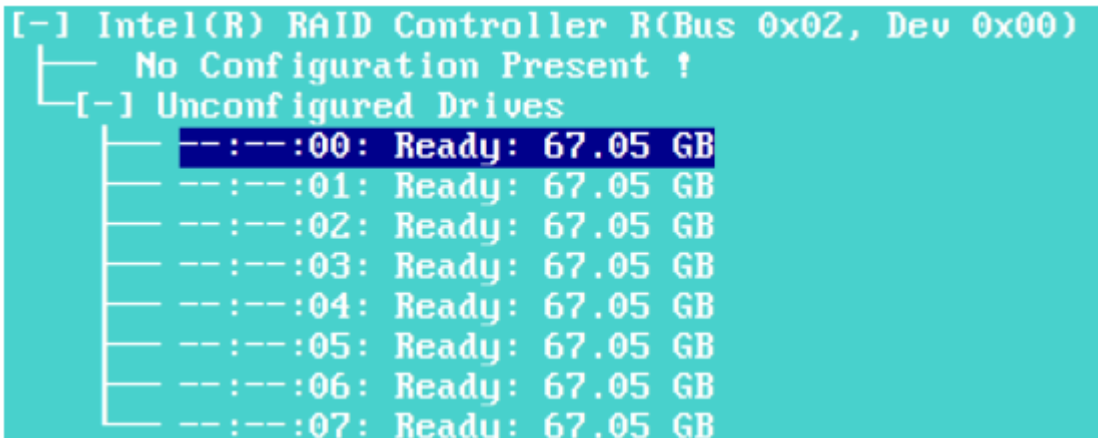 [-] Intel(R) RAID Controller R(Bus 0x02, Dev 0x00)
No Configuration Present !
[-] Unconfigured Drives
--:--:00: Ready: 67.05 GB
--:--:01: Ready: 67.05 GB
--:--:02: Ready: 67.05 GB
--:--:03: Ready: 67.05 GB
--:--:04: Ready: 67.05 GB
--:--:05: Ready: 67.05 GB
--:--:06: Ready: 67.05 GB
--:--:07: Ready: 67.05 GB